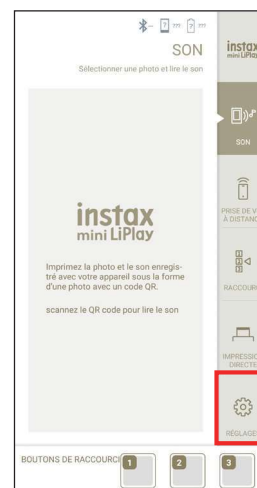 SON
Sélectionner une photo et lire le son
instax
mini LiPlay
Imprimez la photo et le son enregis-
tré avec votre appareil sous la forme
d'une photo avec un code QR.
scannez le QR code pour lire le son
instax
mini LiPlay
SON
PRISE DE V
À DISTANC
RACCOURC
IMPRESSIO
DIRECTE
RÉGLAGE
BOUTONS DE RACCOURCI
1
2
3